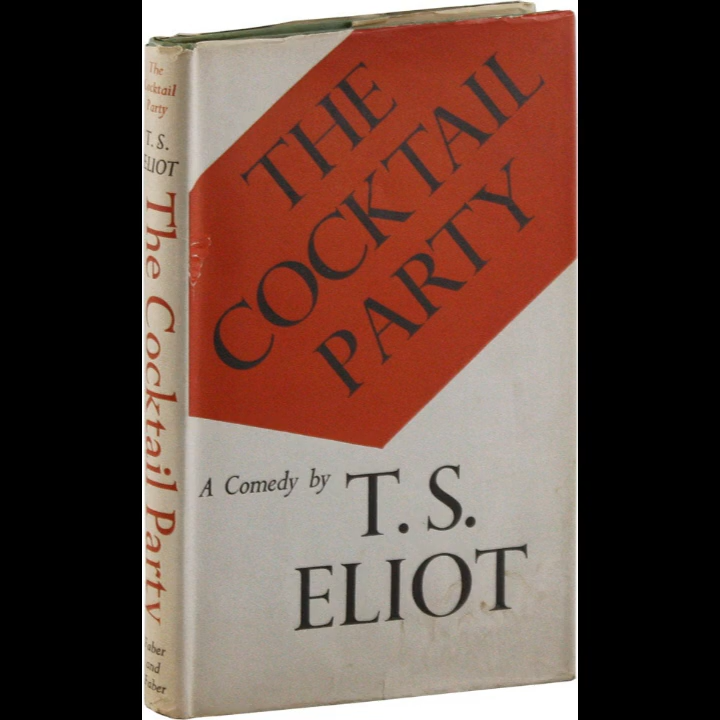 THE
COCKTAIL
PARTY
A Comedy by
T. S.
ELIOT
The
Cocktail
Party
T. S.
ELIOT
The Cocktail Party
Faber
and
Faber